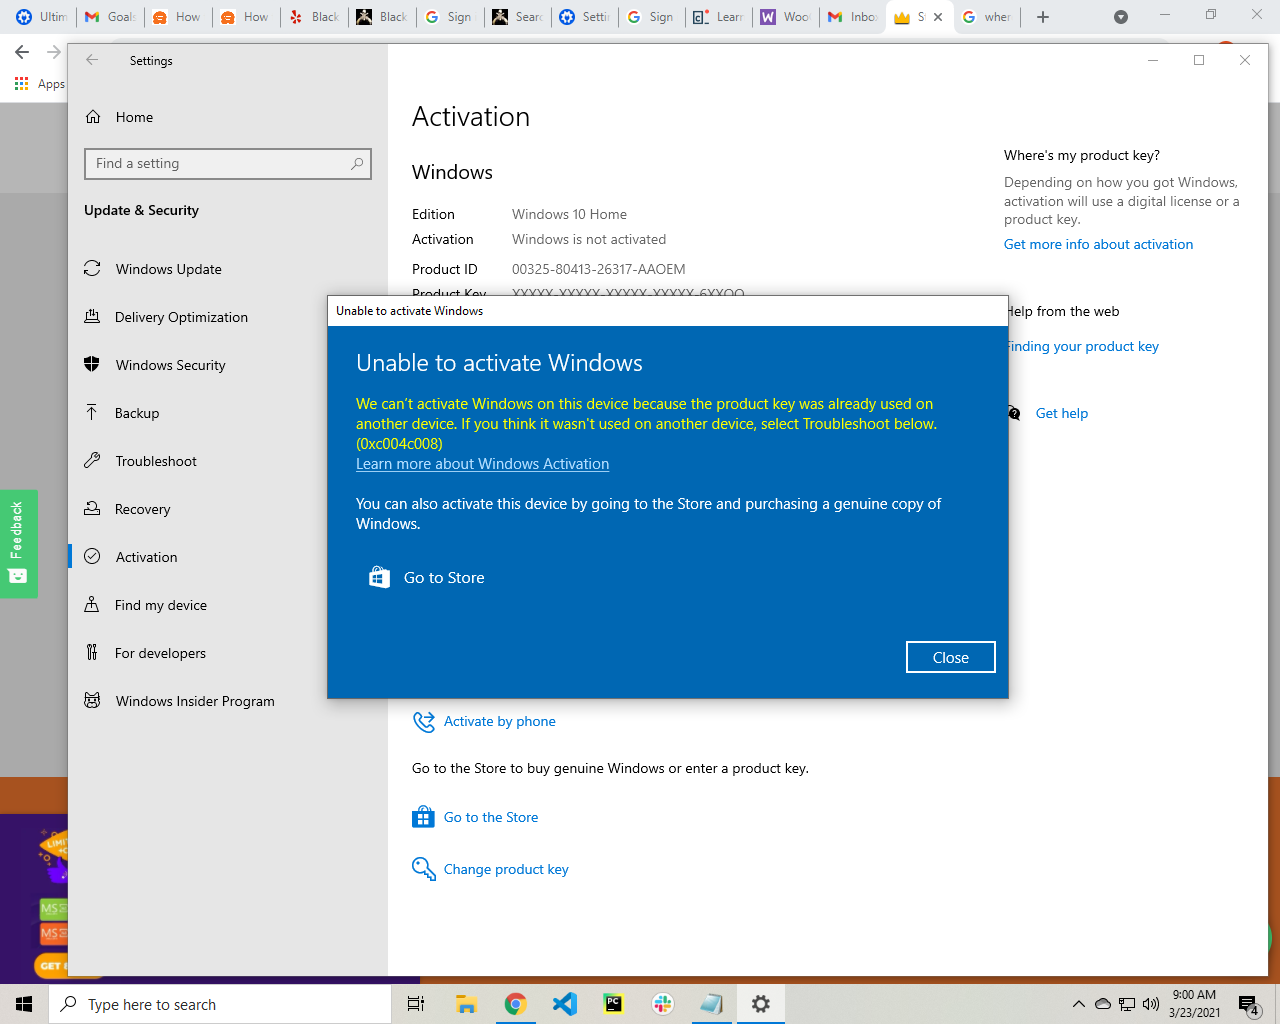 Ultim
Goals
How
How
Black
Black
Sign
Searc
Settin
Sign
Learn
Woo
Inbox
St
wher
Apps
Settings
Home
Find a setting
Update & Security
Windows Update
Delivery Optimization
Windows Security
Backup
Troubleshoot
Recovery
Activation
Find my device
For developers
Windows Insider Program
Activation
Windows
Edition Windows 10 Home
Activation Windows is not activated
Product ID 00325-80413-26317-AAOEM
Product Key XXXXX-XXXXX-XXXXX-XXXXX-6XXQQ
Where's my product key?
Depending on how you got Windows,
activation will use a digital license or a
product key.
Get more info about activation
Help from the web
Finding your product key
Get help
Unable to activate Windows
Unable to activate Windows
We can't activate Windows on this device because the product key was already used on
another device. If you think it wasn't used on another device, select Troubleshoot below.
(0xc004c008)
Learn more about Windows Activation
You can also activate this device by going to the Store and purchasing a genuine copy of
Windows.
Go to Store
Close
Activate by phone
Go to the Store to buy genuine Windows or enter a product key.
Go to the Store
Change product key
Feedback
LIMIT
MS
MS
GET
Type here to search
PC
9:00 AM
3/23/2021
4